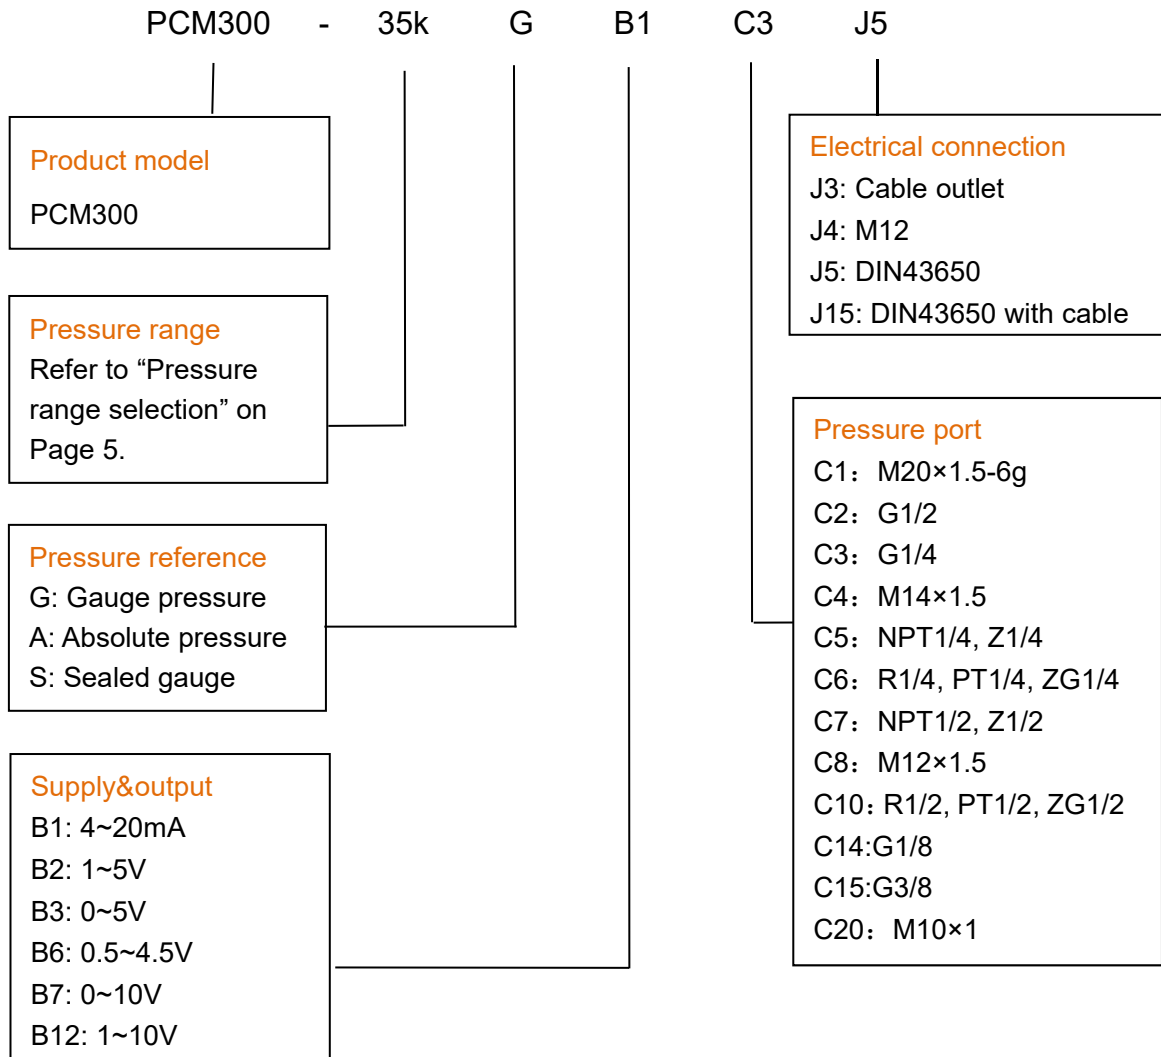 PCM300 - 35k G B1 C3 J5
Product model
PCM300
Pressure range
Refer to “Pressure
range selection” on
Page 5.
Pressure reference
G: Gauge pressure
A: Absolute pressure
S: Sealed gauge
Supply&output
B1: 4~20mA
B2: 1~5V
B3: 0~5V
B6: 0.5~4.5V
B7: 0~10V
B12: 1~10V
Electrical connection
J3: Cable outlet
J4: M12
J5: DIN43650
J15: DIN43650 with cable
Pressure port
C1：M20×1.5-6g
C2：G1/2
C3：G1/4
C4：M14×1.5
C5：NPT1/4, Z1/4
C6：R1/4, PT1/4, ZG1/4
C7：NPT1/2, Z1/2
C8：M12×1.5
C10：R1/2, PT1/2, ZG1/2
C14:G1/8
C15:G3/8
C20：M10×1